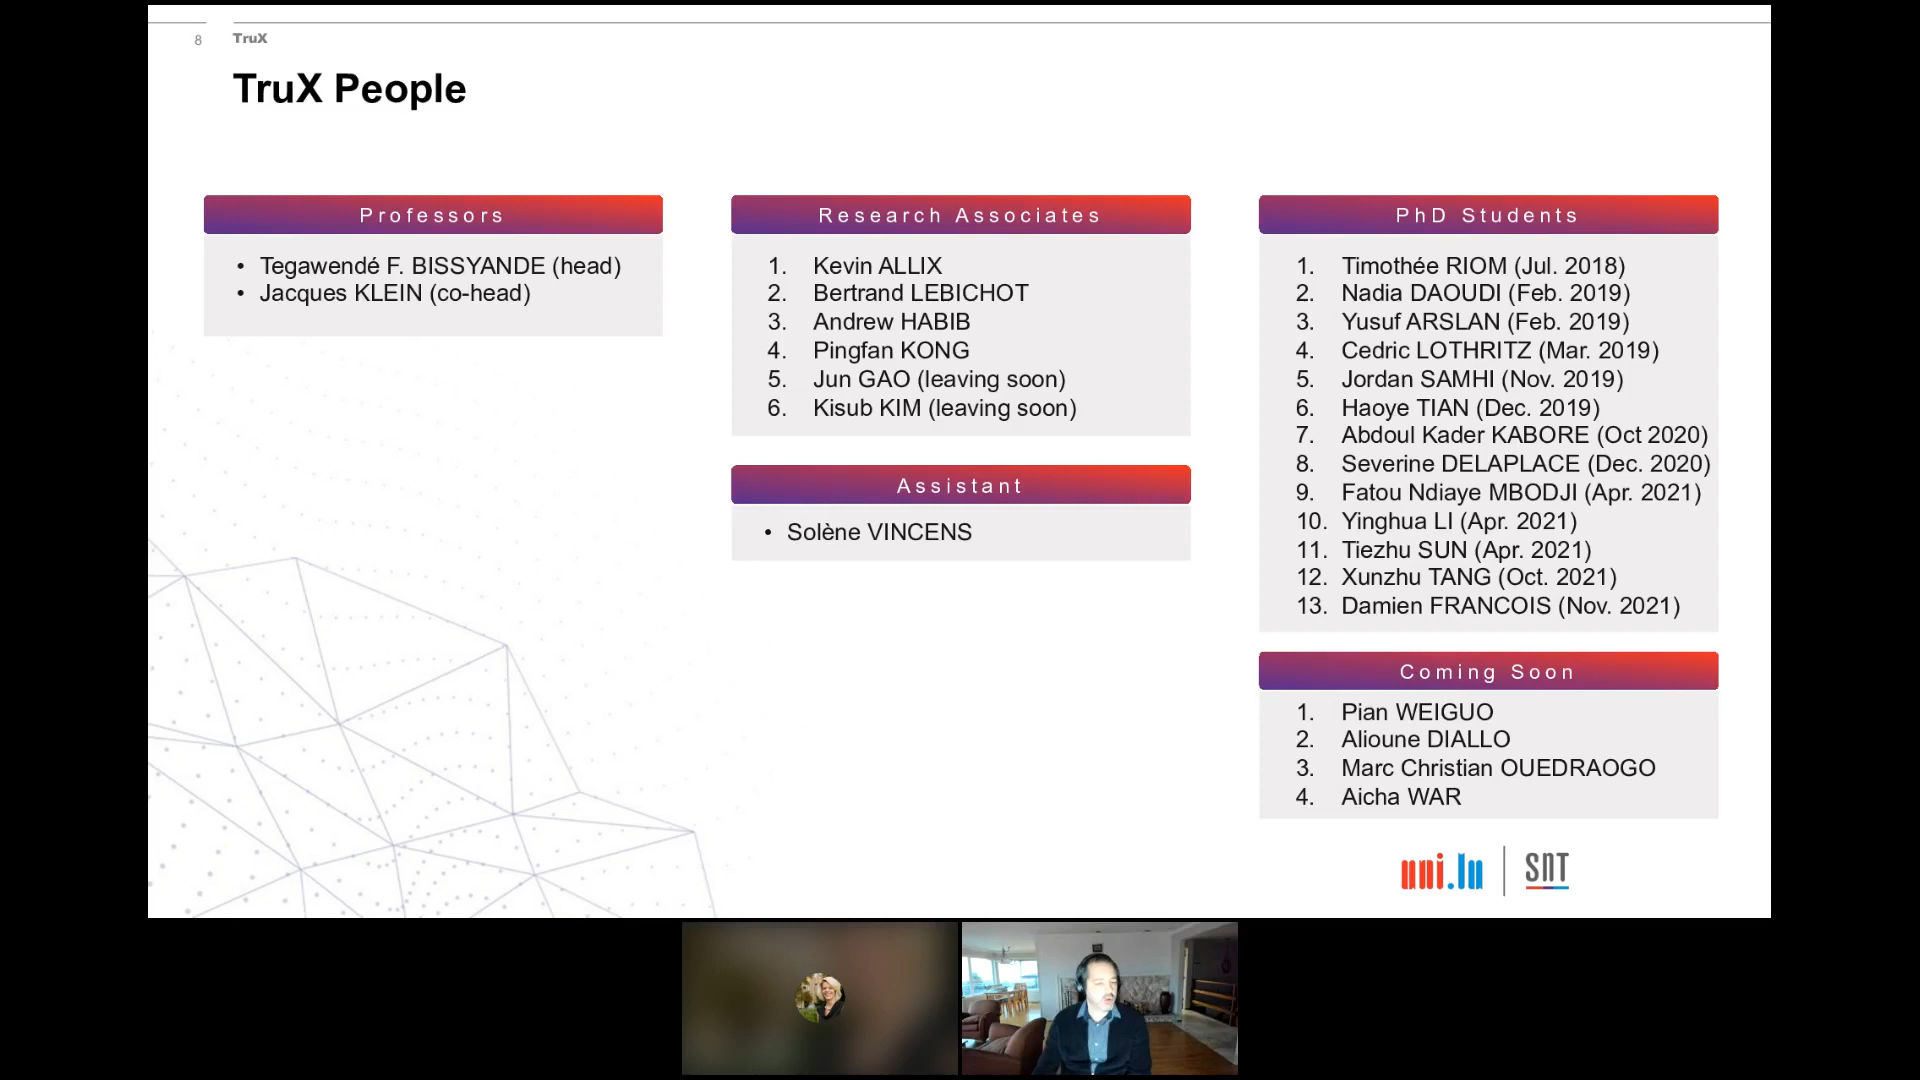 8 TruX
TruX People
Professors
• Tegawendé F. BISSYANDE (head)
• Jacques KLEIN (co-head)
Research Associates
1. Kevin ALLIX
2. Bertrand LEBICHOT
3. Andrew HABIB
4. Pingfan KONG
5. Jun GAO (leaving soon)
6. Kisub KIM (leaving soon)
Assistant
• Solène VINCENS
PhD Students
1. Timothée RIOM (Jul. 2018)
2. Nadia DAOUDI (Feb. 2019)
3. Yusuf ARSLAN (Feb. 2019)
4. Cedric LOTHRITZ (Mar. 2019)
5. Jordan SAMHI (Nov. 2019)
6. Haoye TIAN (Dec. 2019)
7. Abdoul Kader KABORE (Oct 2020)
8. Severine DELAPLACE (Dec. 2020)
9. Fatou Ndiaye MBODJI (Apr. 2021)
10. Yinghua LI (Apr. 2021)
11. Tiezhu SUN (Apr. 2021)
12. Xunzhu TANG (Oct. 2021)
13. Damien FRANCOIS (Nov. 2021)
Coming Soon
1. Pian WEIGUO
2. Alioune DIALLO
3. Marc Christian OUEDRAOGO
4. Aicha WAR
uni.lu SNT